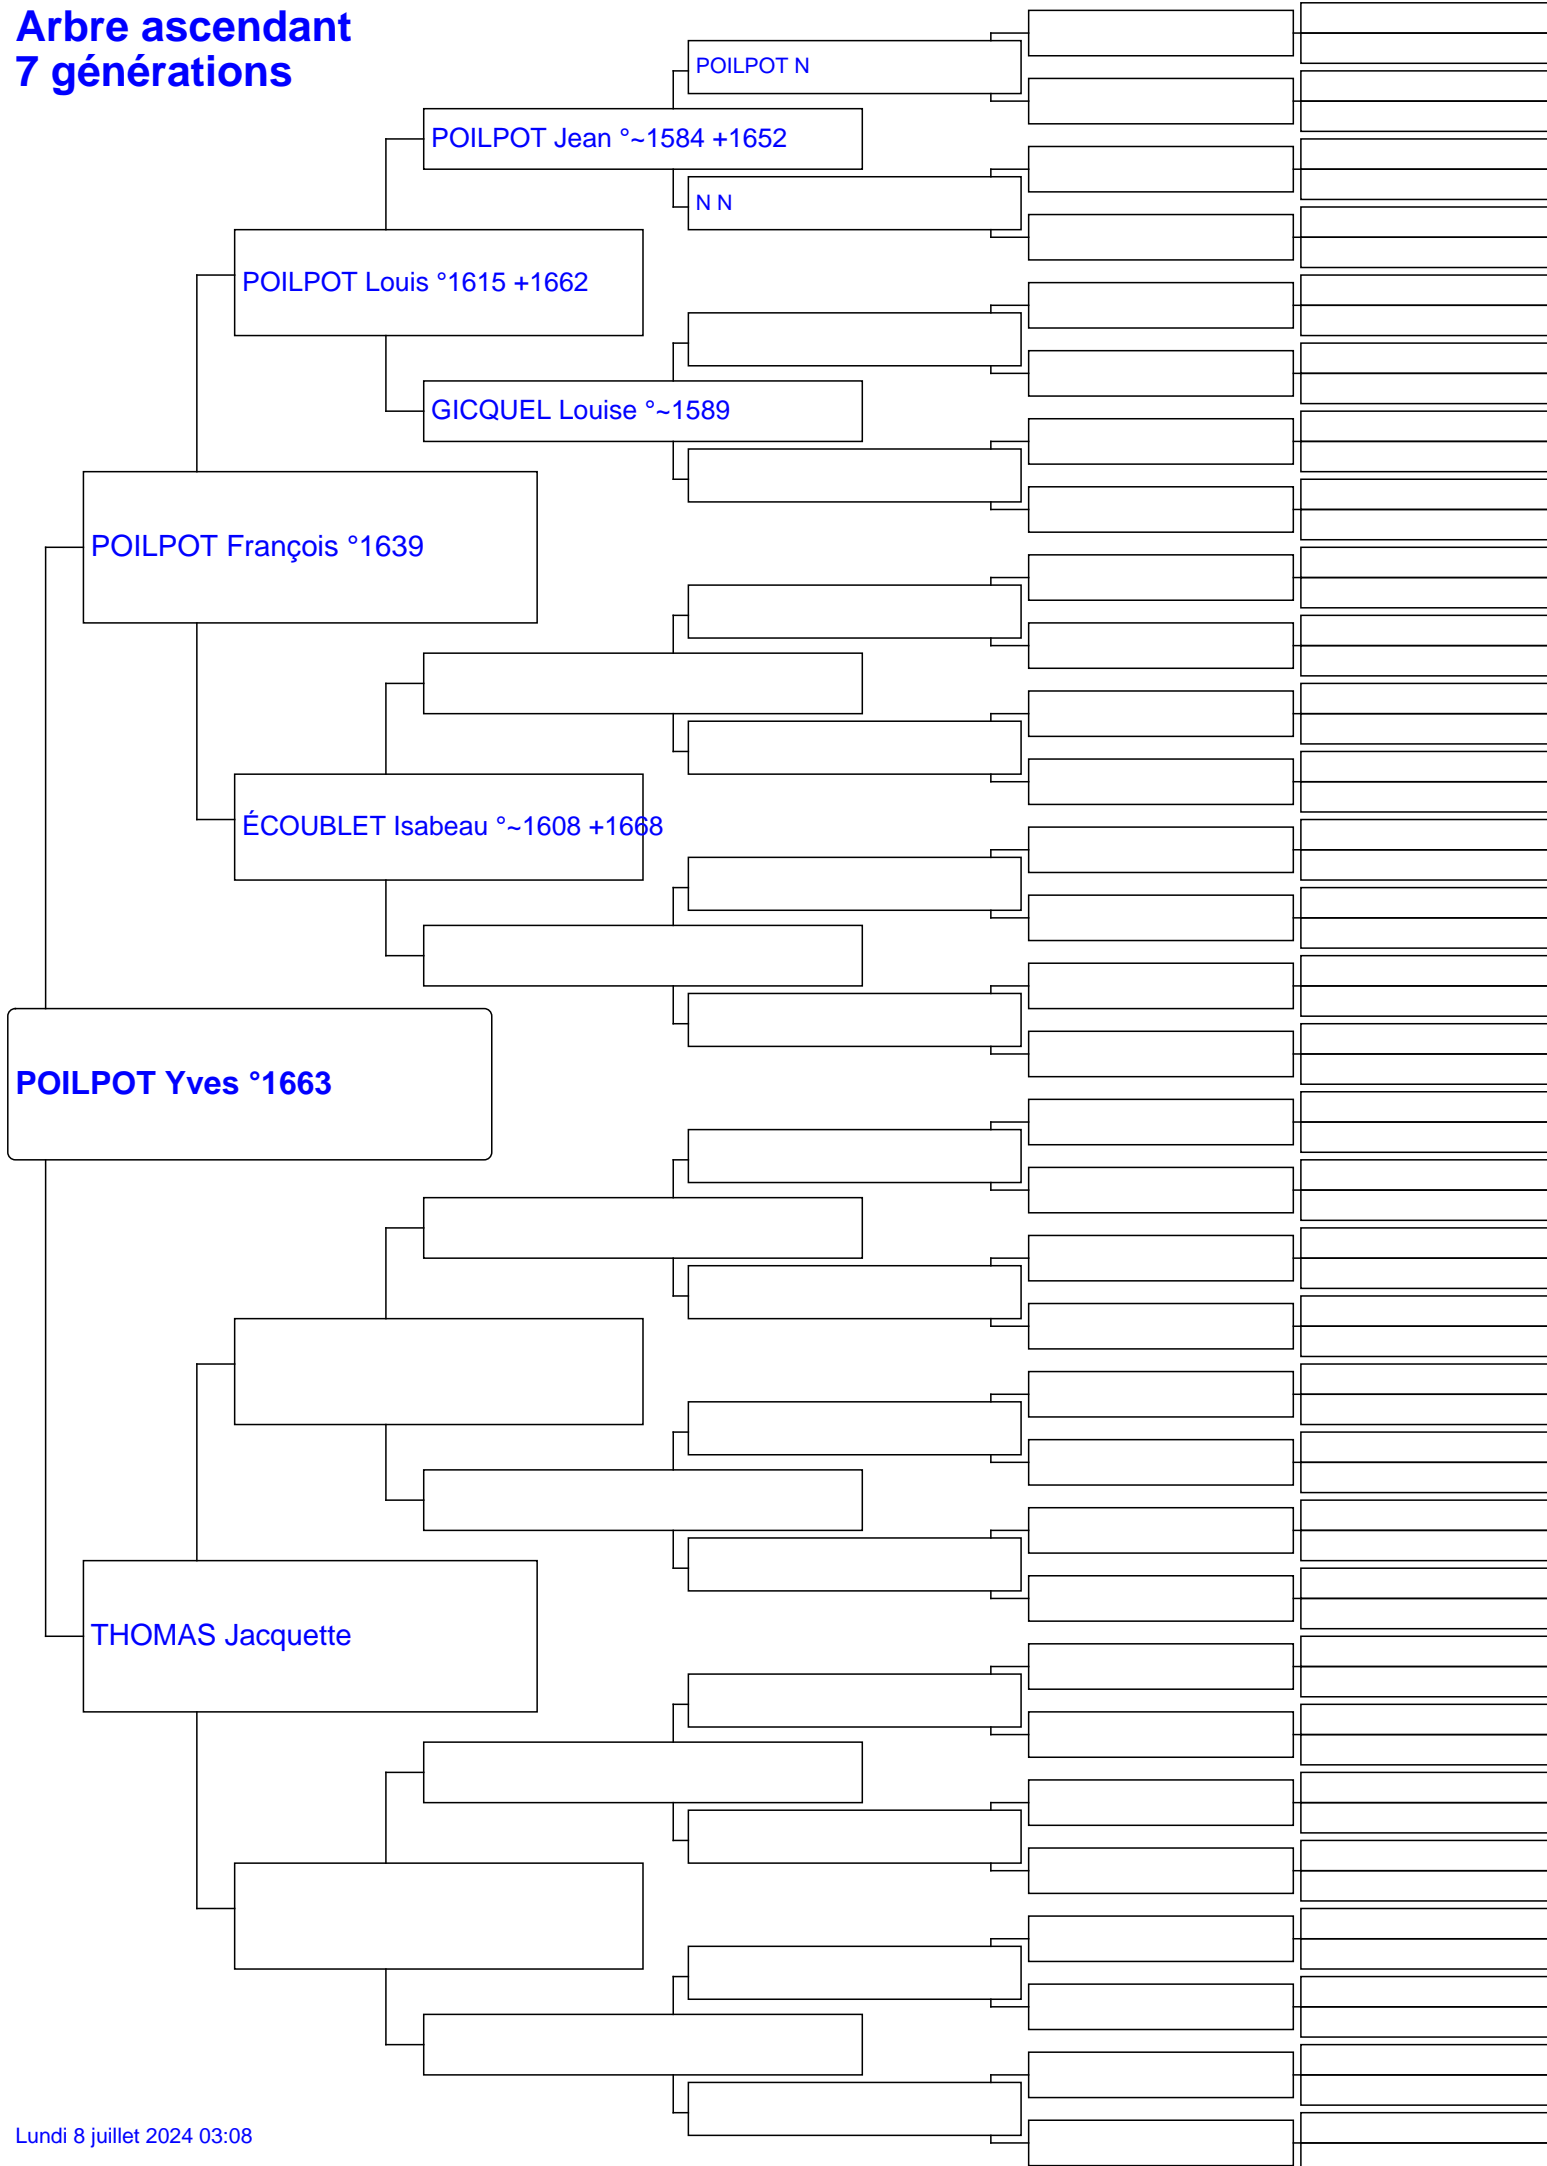 Arbre ascendant
7 générations
POILPOT N
POILPOT Jean °~1584 +1652
N N
POILPOT Louis °1615 +1662
GICQUEL Louise °~1589
POILPOT François °1639
ÉCOUBLET Isabeau °~1608 +1668
POILPOT Yves °1663
THOMAS Jacquette
Lundi 8 juillet 2024 03:08